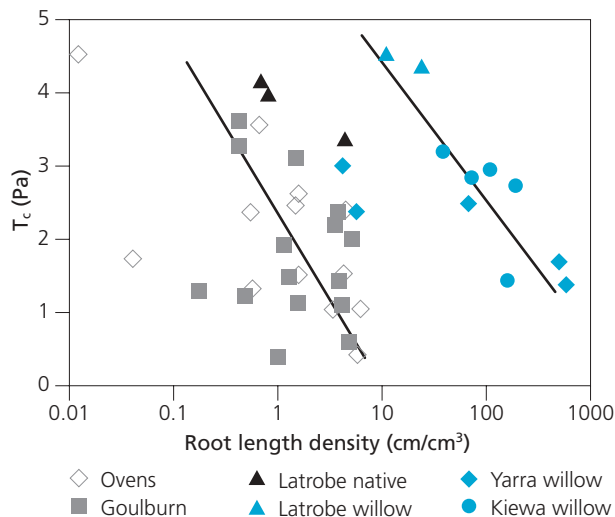 5
4
3
2
1
0
T_c (Pa)
0.01 0.1 1 10 100 1000
Root length density (cm/cm³)
Ovens Latrobe native Yarra willow
Goulburn Latrobe willow Kiewa willow